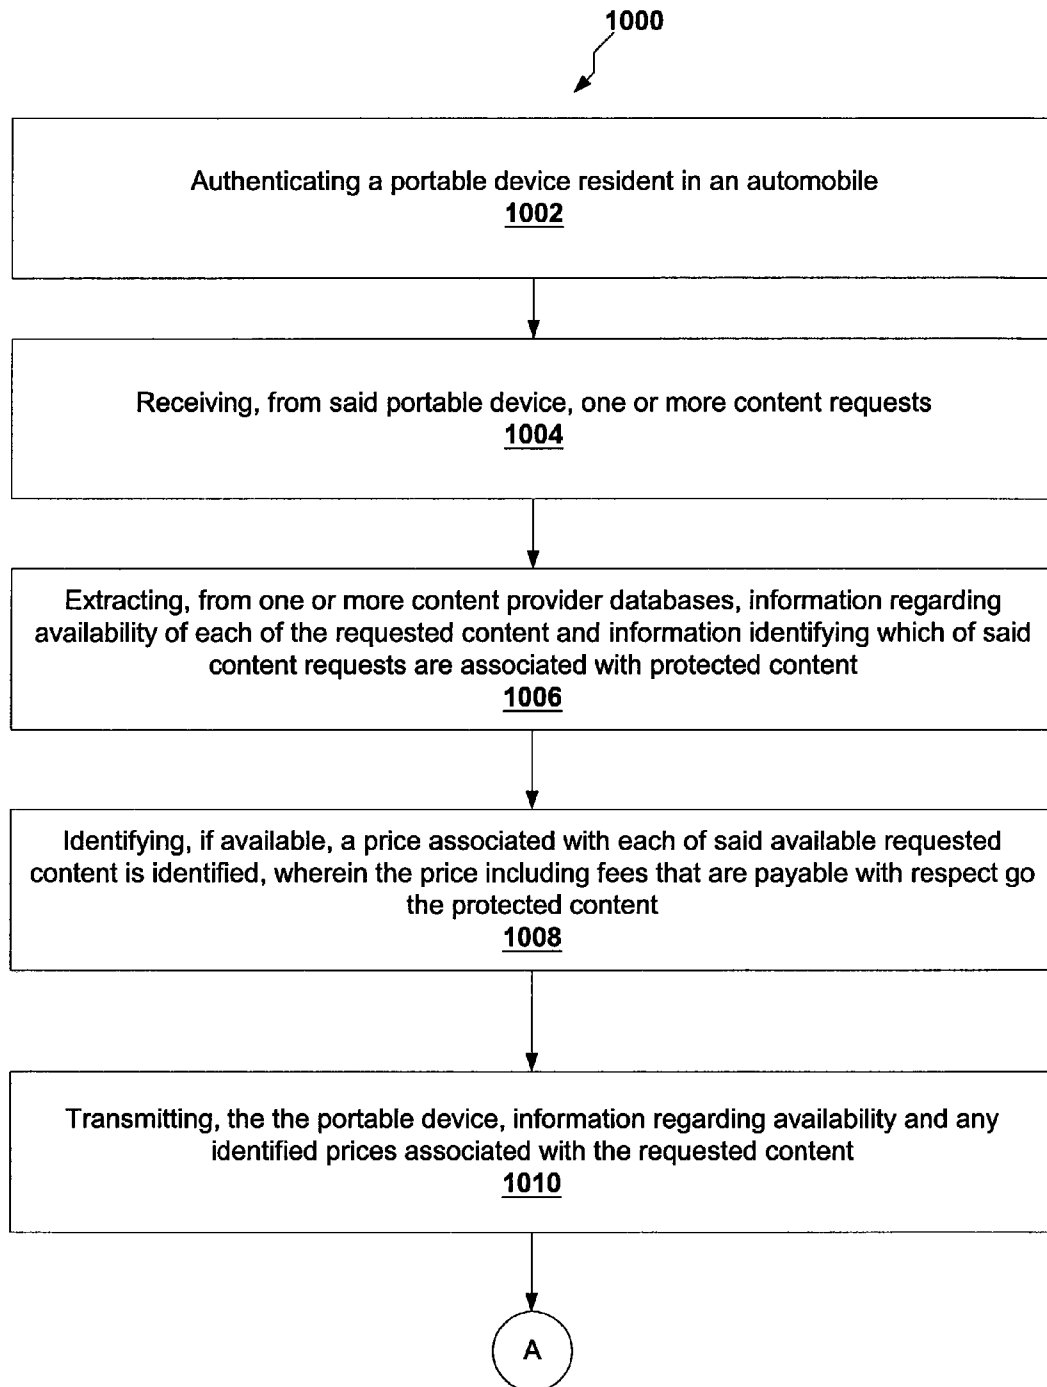 1000
Authenticating a portable device resident in an automobile
1002
Receiving, from said portable device, one or more content requests
1004
Extracting, from one or more content provider databases, information regarding
availability of each of the requested content and information identifying which of said
content requests are associated with protected content
1006
Identifying, if available, a price associated with each of said available requested
content is identified, wherein the price including fees that are payable with respect go
the protected content
1008
Transmitting, the the portable device, information regarding availability and any
identified prices associated with the requested content
1010
A